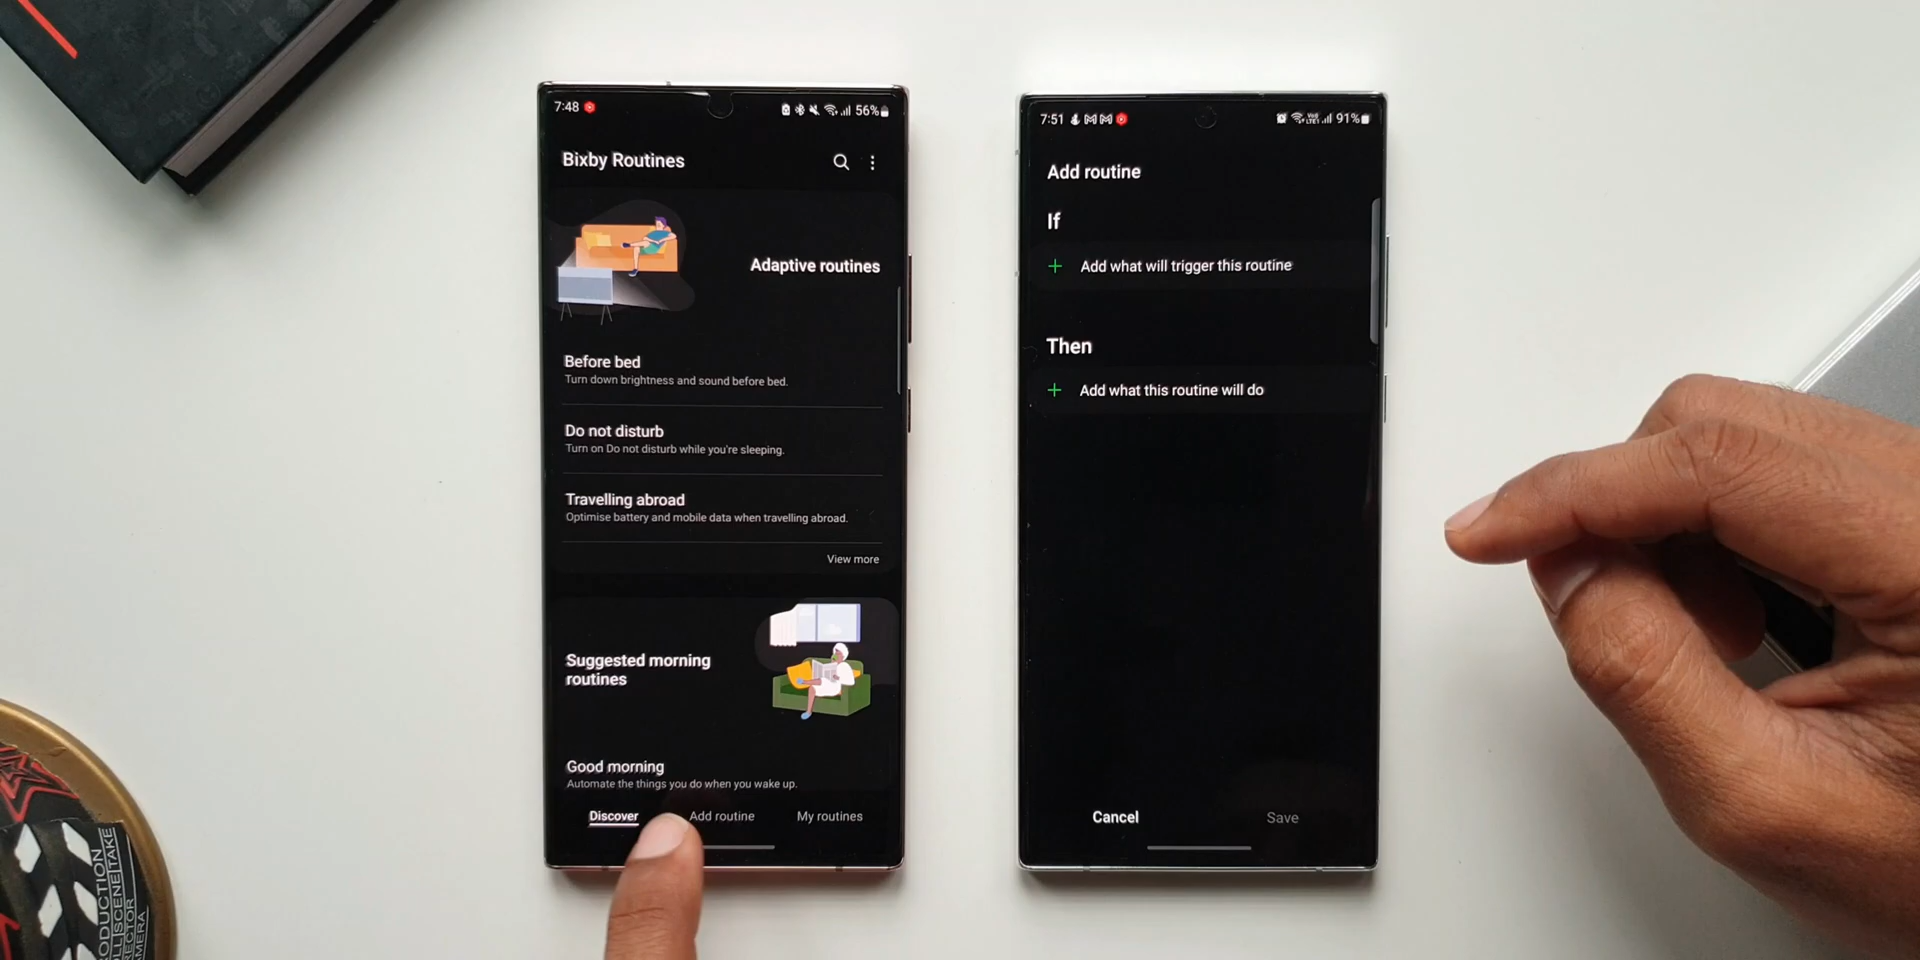 7:48
56%
Bixby Routines
Adaptive routines
Before bed
Turn down brightness and sound before bed.
Do not disturb
Turn on Do not disturb while you're sleeping.
Travelling abroad
Optimise battery and mobile data when travelling abroad.
View more
Suggested morning
routines
Good morning
Automate the things you do when you wake up.
Discover
Add routine
My routines
7:51
91%
Add routine
If
+ Add what will trigger this routine
Then
+ Add what this routine will do
Cancel
Save
PRODUCTION
SCENE TAKE